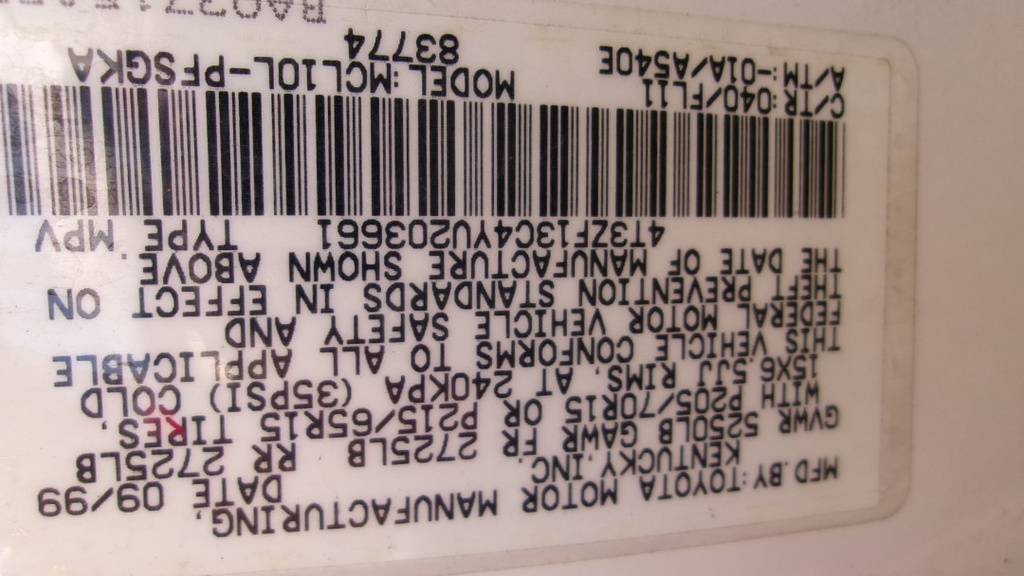 MFD. BY: TOYOTA MOTOR MANUFACTURING,
KENTUCKY, INC. DATE 09/99
GVWR 5250LB GAWR FR 2725LB RR 2725LB
WITH P205/70R15 OR P215/65R15 TIRES,
15X6.5JJ RIMS, AT 240KPA (35PSI) COLD
THIS VEHICLE CONFORMS TO ALL APPLICABLE
FEDERAL MOTOR VEHICLE SAFETY AND
THEFT PREVENTION STANDARDS IN EFFECT ON
THE DATE OF MANUFACTURE SHOWN ABOVE.
4T3ZF13C4YU203661 TYPE MPV
C/TR:040/FL11 MODEL:MCL10L-PFSGKA
A/TM:-01A/A540E 83774